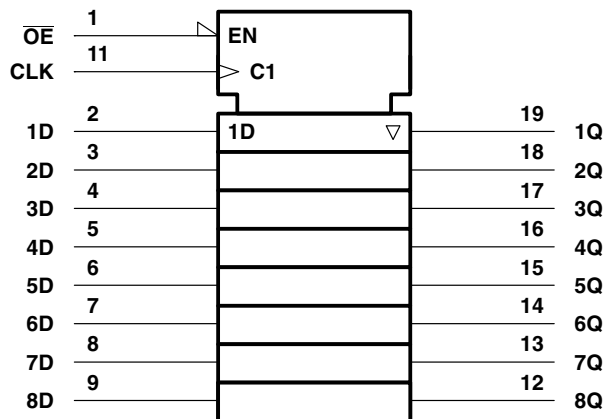 1
O̅E̅ EN
11
CLK C1
2 19
1D 1D 1Q
3 18
2D 2Q
4 17
3D 3Q
5 16
4D 4Q
6 15
5D 5Q
7 14
6D 6Q
8 13
7D 7Q
9 12
8D 8Q